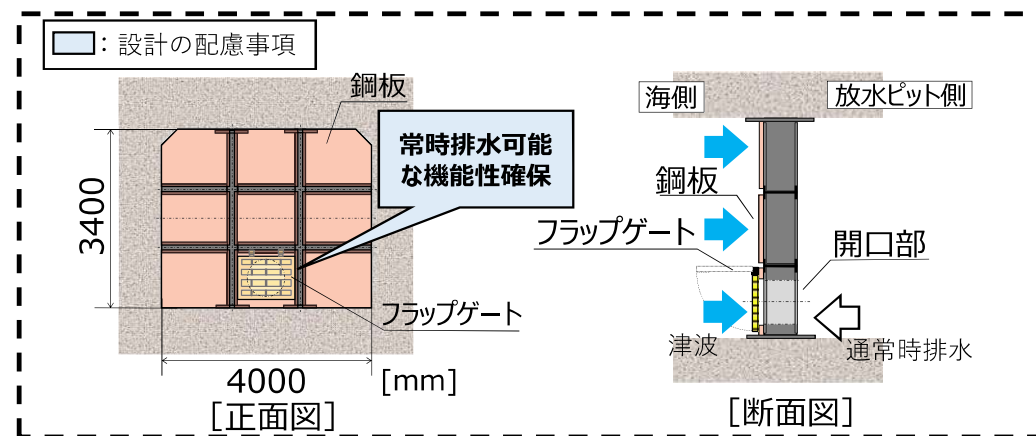 ：設計の配慮事項
鋼板
常時排水可能
な機能性確保
3400
フラップゲート
4000
[mm]
[正面図]
海側
放水ピット側
鋼板
フラップゲート
開口部
津波
通常時排水
[断面図]